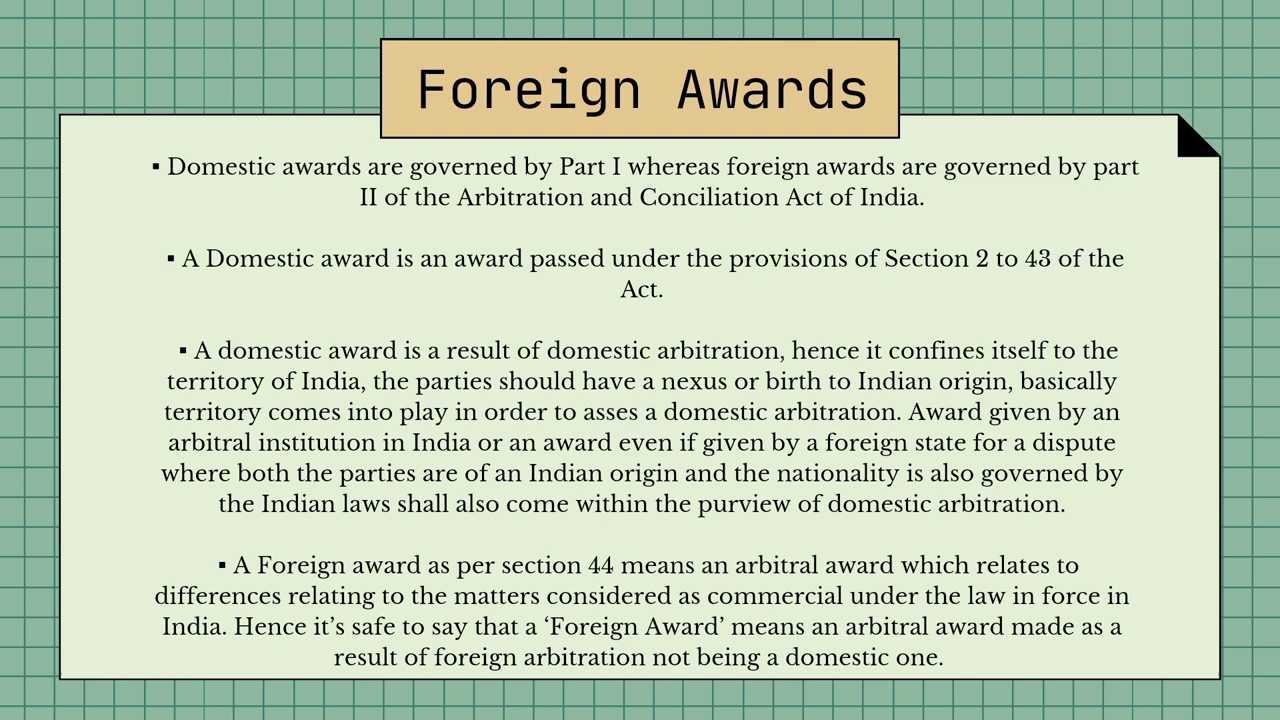 Foreign Awards
▪ Domestic awards are governed by Part I whereas foreign awards are governed by part
II of the Arbitration and Conciliation Act of India.
▪ A Domestic award is an award passed under the provisions of Section 2 to 43 of the
Act.
▪ A domestic award is a result of domestic arbitration, hence it confines itself to the
territory of India, the parties should have a nexus or birth to Indian origin, basically
territory comes into play in order to asses a domestic arbitration. Award given by an
arbitral institution in India or an award even if given by a foreign state for a dispute
where both the parties are of an Indian origin and the nationality is also governed by
the Indian laws shall also come within the purview of domestic arbitration.
▪ A Foreign award as per section 44 means an arbitral award which relates to
differences relating to the matters considered as commercial under the law in force in
India. Hence it’s safe to say that a ‘Foreign Award’ means an arbitral award made as a
result of foreign arbitration not being a domestic one.